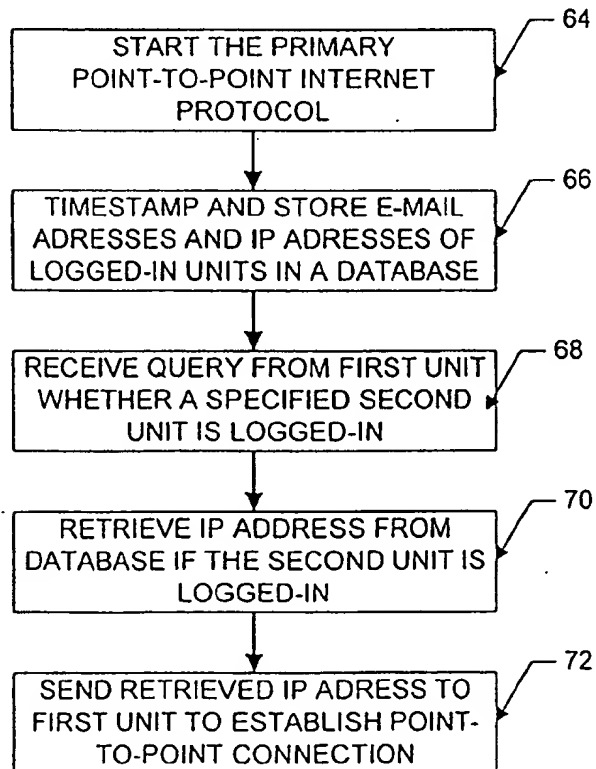 64
START THE PRIMARY
POINT-TO-POINT INTERNET
PROTOCOL
66
TIMESTAMP AND STORE E-MAIL
ADRESSES AND IP ADRESSES OF
LOGGED-IN UNITS IN A DATABASE
68
RECEIVE QUERY FROM FIRST UNIT
WHETHER A SPECIFIED SECOND
UNIT IS LOGGED-IN
70
RETRIEVE IP ADDRESS FROM
DATABASE IF THE SECOND UNIT IS
LOGGED-IN
72
SEND RETRIEVED IP ADRESS TO
FIRST UNIT TO ESTABLISH POINT-
TO-POINT CONNECTION